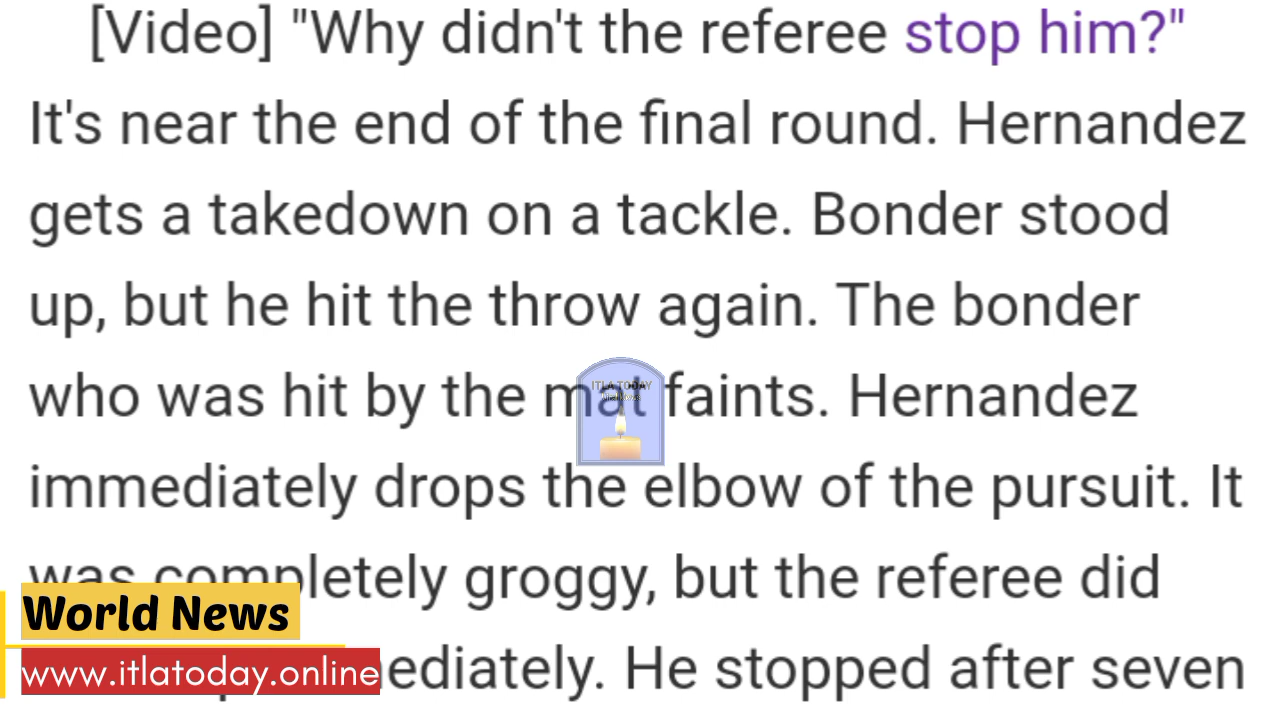 [Video] "Why didn't the referee stop him?"
It's near the end of the final round. Hernandez
gets a takedown on a tackle. Bonder stood
up, but he hit the throw again. The bonder
who was hit by the mat faints. Hernandez
ITLA TODAY
immediately drops the elbow of the pursuit. It
was completely groggy, but the referee did
World News
mediately. He stopped after seven
www.itlatoday.online